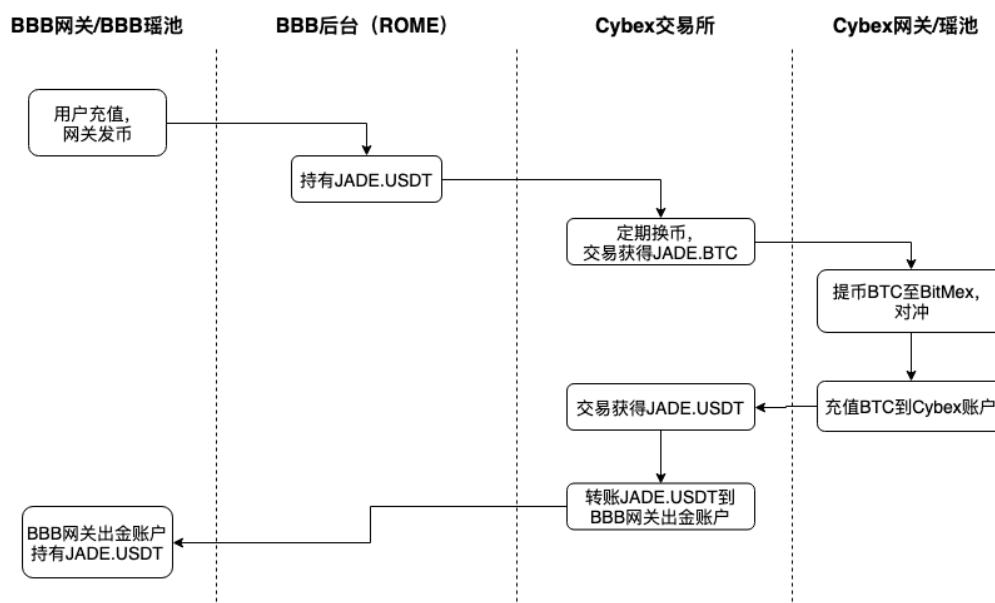 BBB网关/BBB瑶池
BBB后台（ROME）
Cybex交易所
Cybex网关/瑶池
用户充值，
网关发币
持有JADE.USDT
定期换币，
交易获得JADE.BTC
提币BTC至BitMex，
对冲
充值BTC到Cybex账户
交易获得JADE.USDT
转账JADE.USDT到
BBB网关出金账户
BBB网关出金账户
持有JADE.USDT